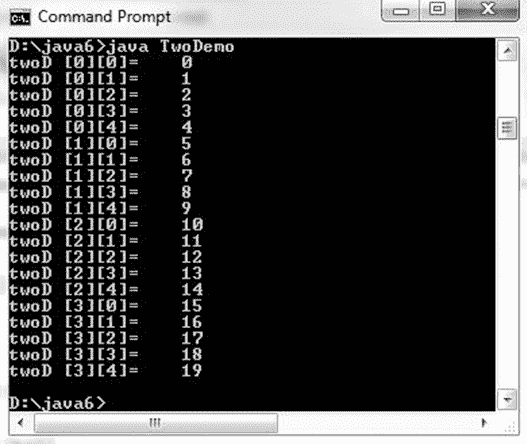 Command Prompt
D:\java6>java TwoDemo
twoD [0][0]=    0
twoD [0][1]=    1
twoD [0][2]=    2
twoD [0][3]=    3
twoD [0][4]=    4
twoD [1][0]=    5
twoD [1][1]=    6
twoD [1][2]=    7
twoD [1][3]=    8
twoD [1][4]=    9
twoD [2][0]=    10
twoD [2][1]=    11
twoD [2][2]=    12
twoD [2][3]=    13
twoD [2][4]=    14
twoD [3][0]=    15
twoD [3][1]=    16
twoD [3][2]=    17
twoD [3][3]=    18
twoD [3][4]=    19
D:\java6>